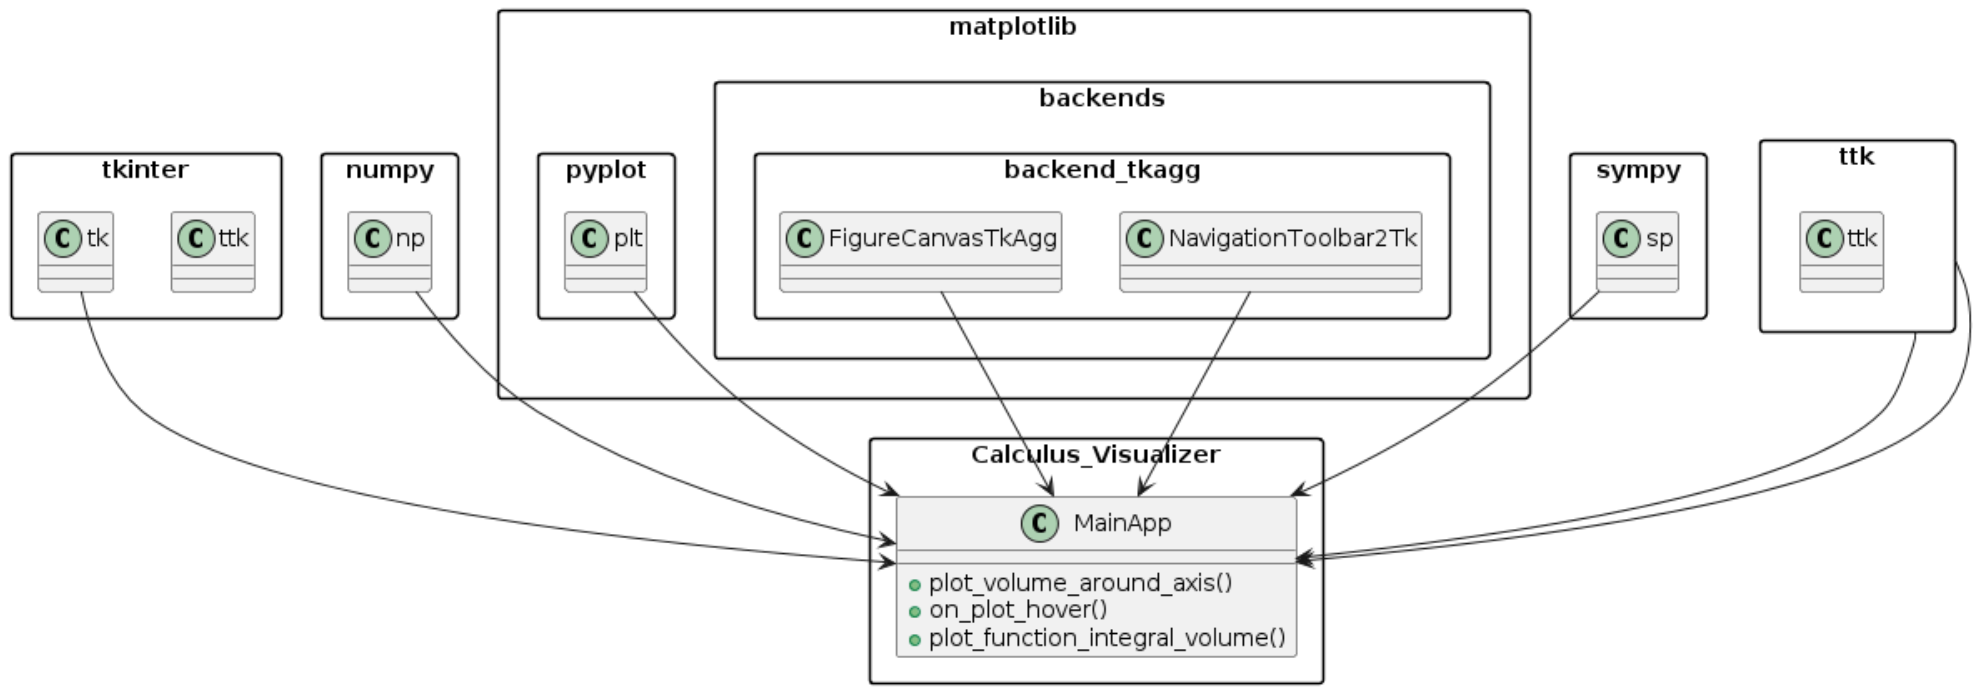 matplotlib
backends
tkinter
numpy
pyplot
backend_tkagg
sympy
ttk
C tk
C ttk
C np
C plt
C FigureCanvasTkAgg
C NavigationToolbar2Tk
C sp
C ttk
Calculus_Visualizer
C MainApp
plot_volume_around_axis()
on_plot_hover()
plot_function_integral_volume()